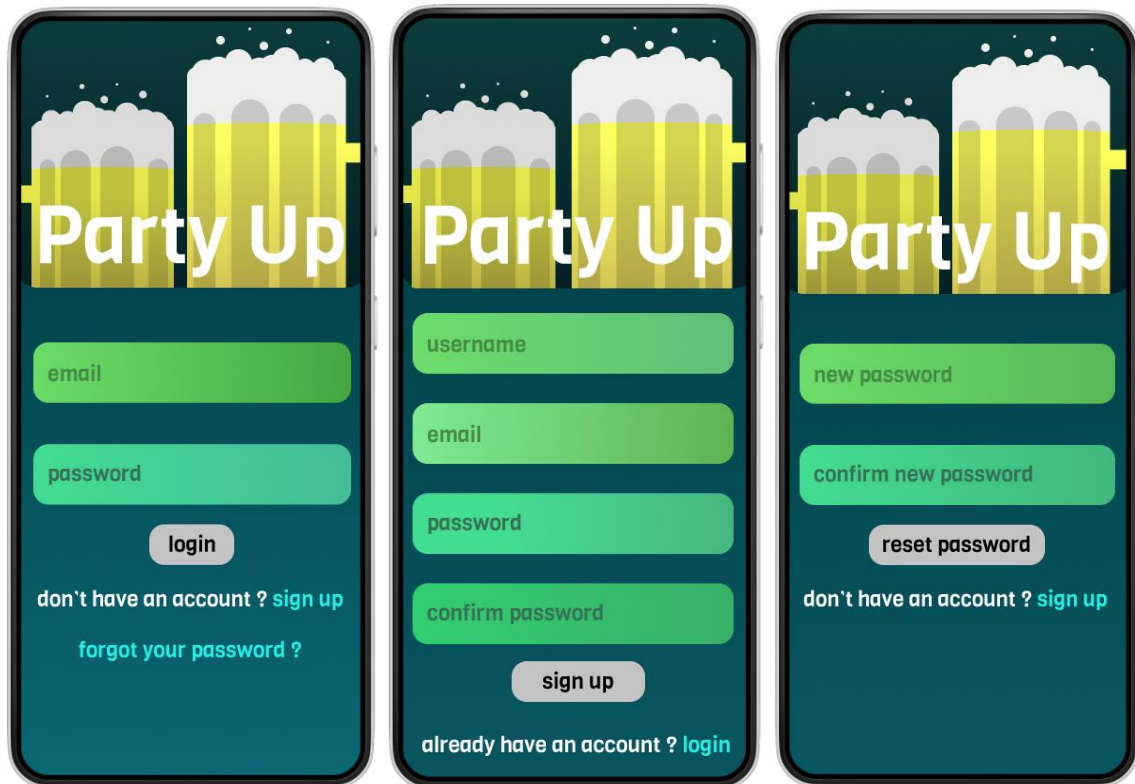 Party Up
email
password
login
don't have an account ? sign up
forgot your password ?
Party Up
username
email
password
confirm password
sign up
already have an account ? login
Party Up
new password
confirm new password
reset password
don't have an account ? sign up